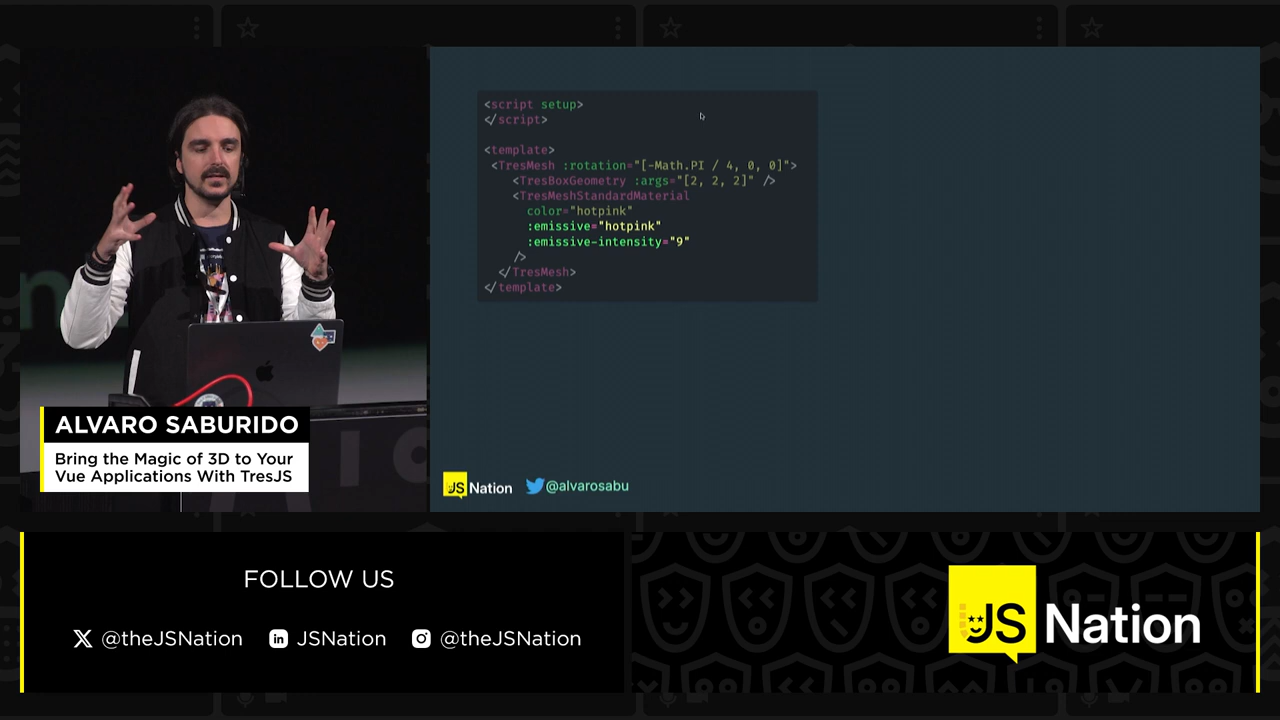 <script setup>
</script>
<template>
<TresMesh :rotation="[-Math.PI / 4, 0, 0]">
<TresBoxGeometry :args="[2, 2, 2]" />
<TresMeshStandardMaterial
color="hotpink"
:emissive="hotpink"
:emissive-intensity="9"
/>
</TresMesh>
</template>
JS Nation @alvarosabu
ALVARO SABURIDO
Bring the Magic of 3D to Your
Vue Applications With TresJS
FOLLOW US
@theJSNation JSNation @theJSNation
JS Nation